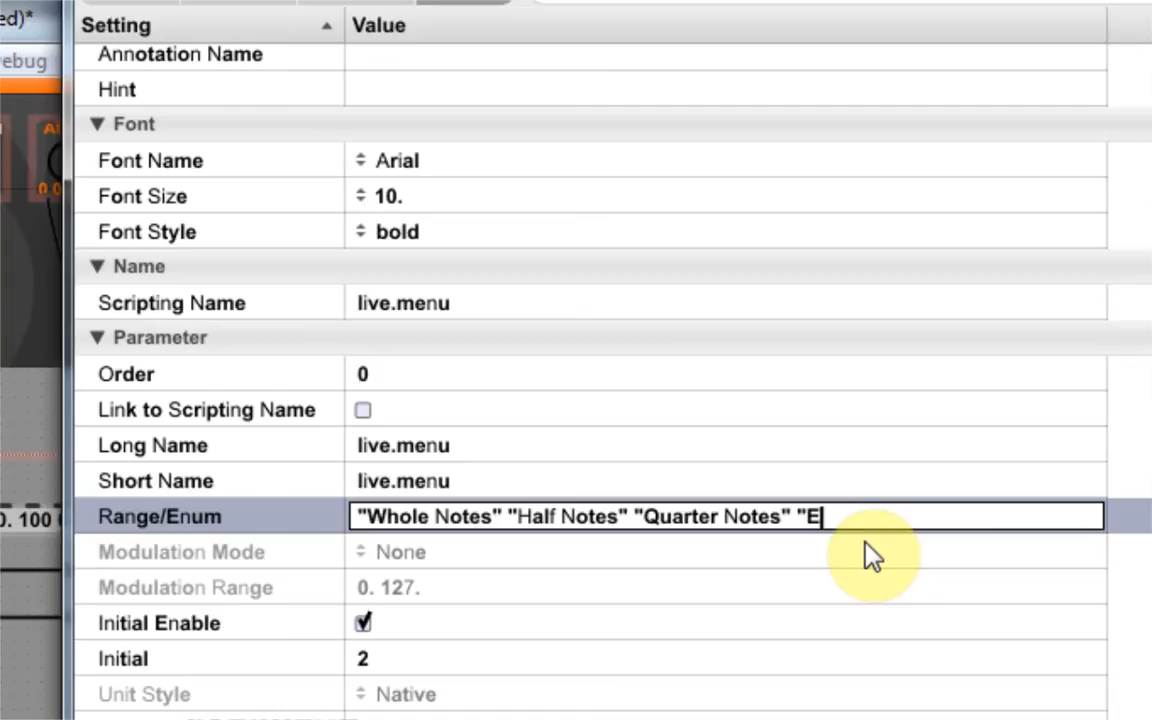 ed)*
Setting Value
Annotation Name
ebug
Hint
Font
Font Name Arial
Font Size 10.
Font Style bold
Name
Scripting Name live.menu
Parameter
Order 0
Link to Scripting Name
Long Name live.menu
Short Name live.menu
Range/Enum "Whole Notes" "Half Notes" "Quarter Notes" "E
0. 100
Modulation Mode None
Modulation Range 0. 127.
Initial Enable
Initial 2
Unit Style Native